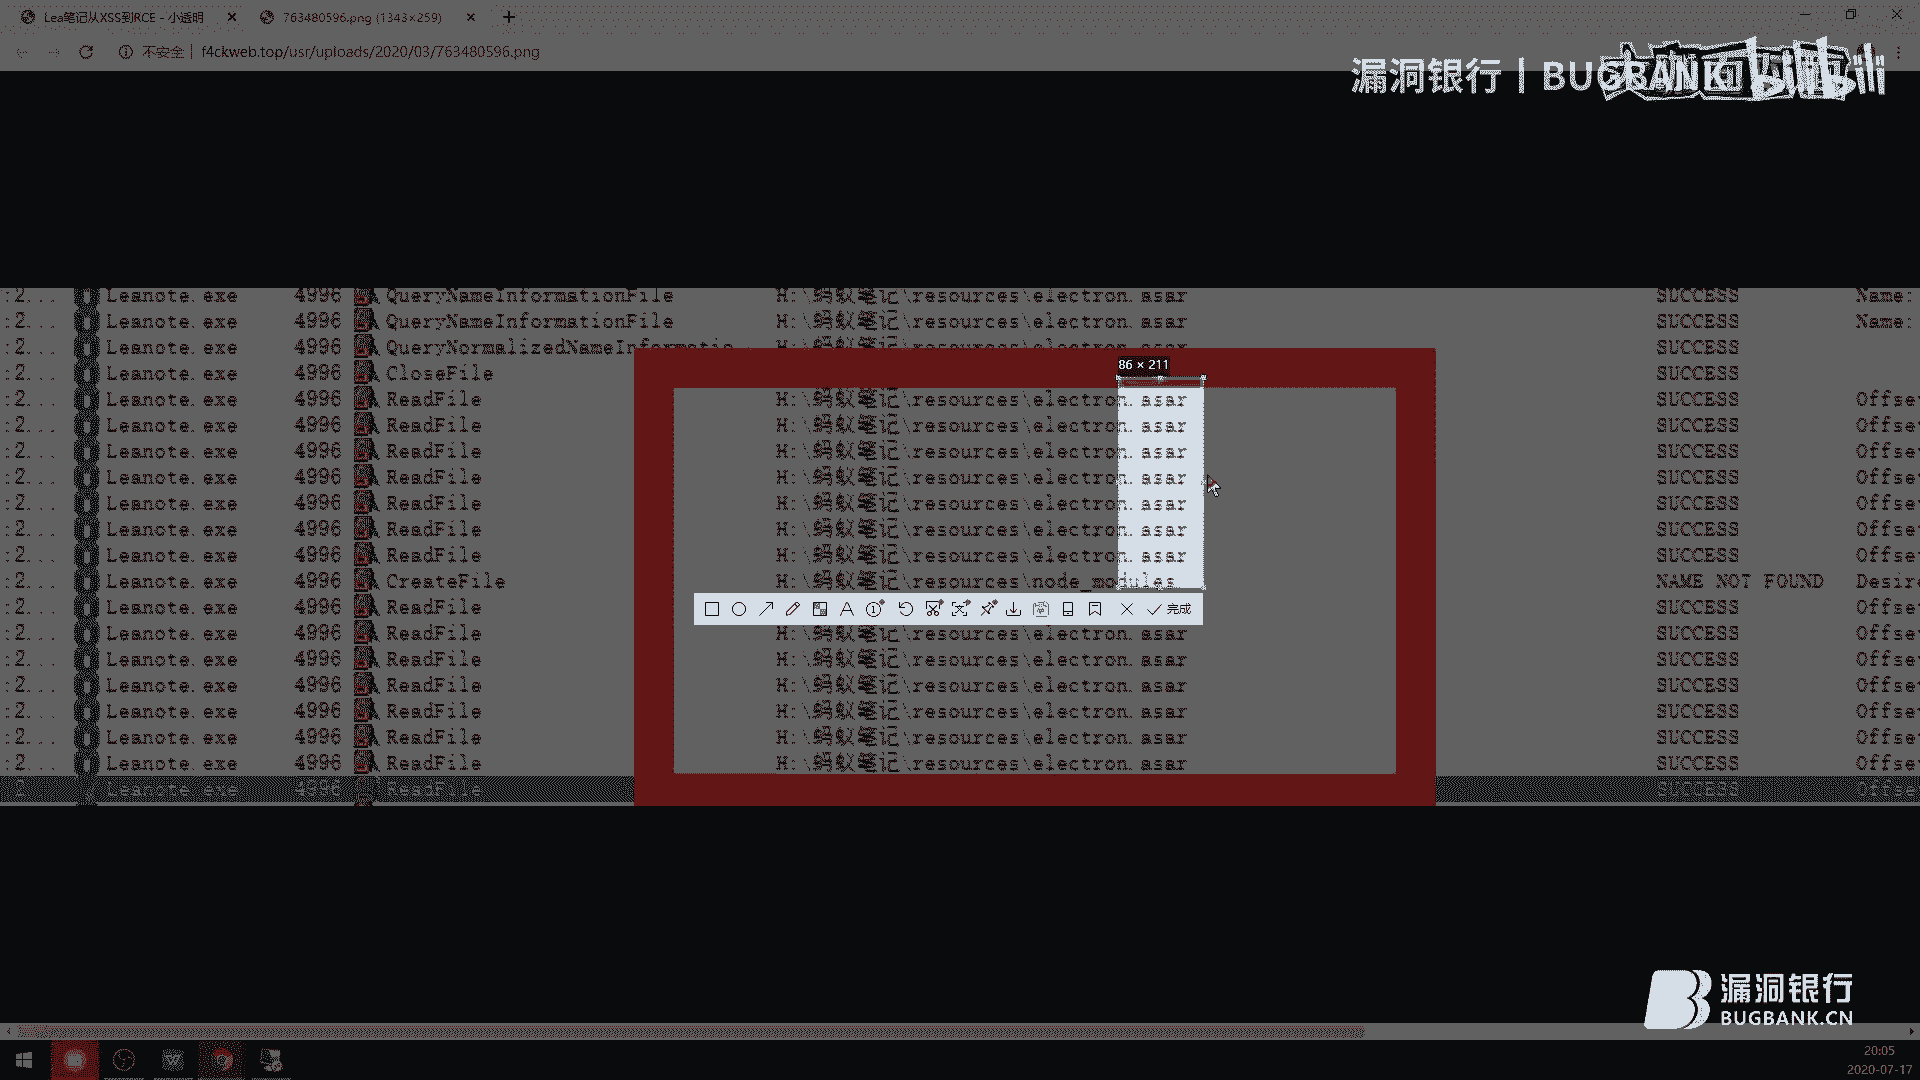 Lea笔记从XSS到RCE - 小透明
763480596.png (1343×259)
不安全 | f4ckweb.top/usr/uploads/2020/03/763480596.png
漏洞银行 | BUGBANK
bilibili
:2... Leanote.exe 4996 QueryNameInformationFile H:\蚂蚁笔记\resources\electron.asar SUCCESS Name:
:2... Leanote.exe 4996 QueryNameInformationFile H:\蚂蚁笔记\resources\electron.asar SUCCESS Name:
:2... Leanote.exe 4996 QueryNormalizedNameInformatio... H:\蚂蚁笔记\resources\electron.asar SUCCESS
86 × 211
:2... Leanote.exe 4996 CloseFile SUCCESS
:2... Leanote.exe 4996 ReadFile H:\蚂蚁笔记\resources\electron.asar SUCCESS Offse
:2... Leanote.exe 4996 ReadFile H:\蚂蚁笔记\resources\electron.asar SUCCESS Offse
:2... Leanote.exe 4996 ReadFile H:\蚂蚁笔记\resources\electron.asar SUCCESS Offse
:2... Leanote.exe 4996 ReadFile H:\蚂蚁笔记\resources\electron.asar SUCCESS Offse
:2... Leanote.exe 4996 ReadFile H:\蚂蚁笔记\resources\electron.asar SUCCESS Offse
:2... Leanote.exe 4996 ReadFile H:\蚂蚁笔记\resources\electron.asar SUCCESS Offse
:2... Leanote.exe 4996 ReadFile H:\蚂蚁笔记\resources\electron.asar SUCCESS Offse
:2... Leanote.exe 4996 CreateFile H:\蚂蚁笔记\resources\node_modules NAME NOT FOUND Desira
:2... Leanote.exe 4996 ReadFile SUCCESS Offse
完成
:2... Leanote.exe 4996 ReadFile H:\蚂蚁笔记\resources\electron.asar SUCCESS Offse
:2... Leanote.exe 4996 ReadFile H:\蚂蚁笔记\resources\electron.asar SUCCESS Offse
:2... Leanote.exe 4996 ReadFile H:\蚂蚁笔记\resources\electron.asar SUCCESS Offse
:2... Leanote.exe 4996 ReadFile H:\蚂蚁笔记\resources\electron.asar SUCCESS Offse
:2... Leanote.exe 4996 ReadFile H:\蚂蚁笔记\resources\electron.asar SUCCESS Offse
:2... Leanote.exe 4996 ReadFile H:\蚂蚁笔记\resources\electron.asar SUCCESS Offse
2 Leanote.exe 4996 ReadFile SUCCESS Offse
漏洞银行
BUGBANK.CN
20:05
2020-07-17